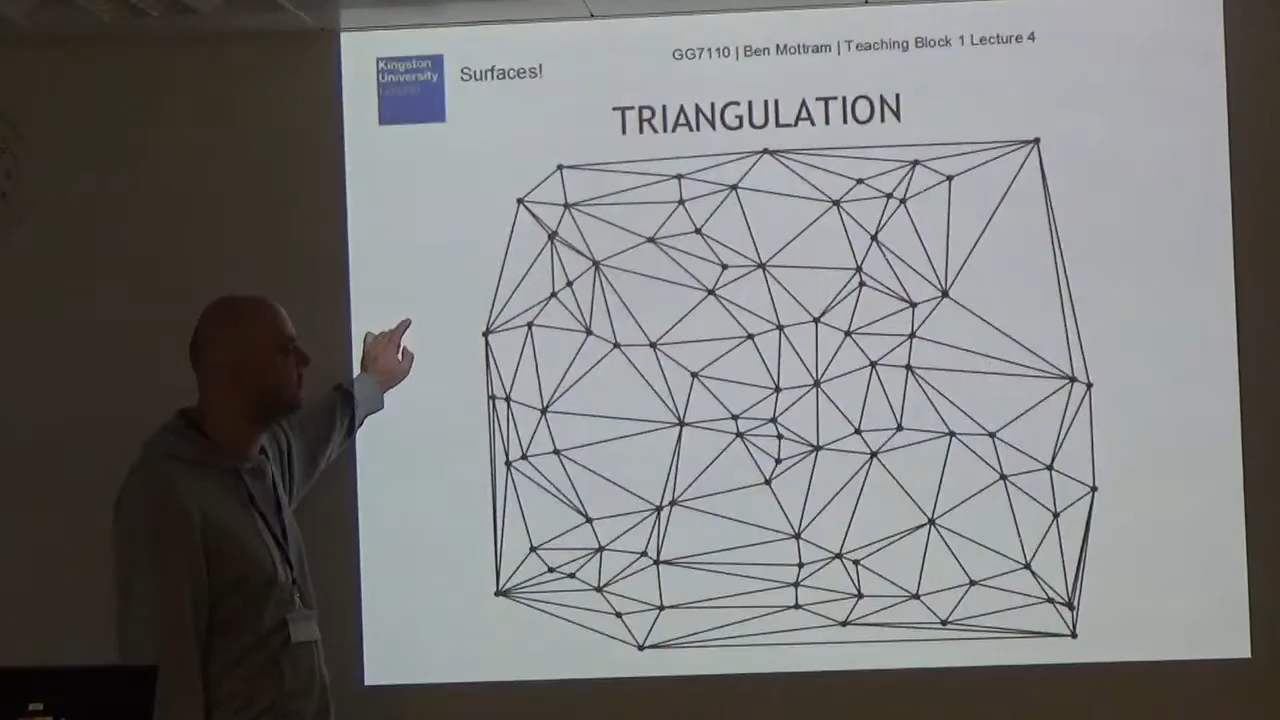 GG7110 | Ben Mottram | Teaching Block 1 Lecture 4
Kingston
University
London
Surfaces!
TRIANGULATION